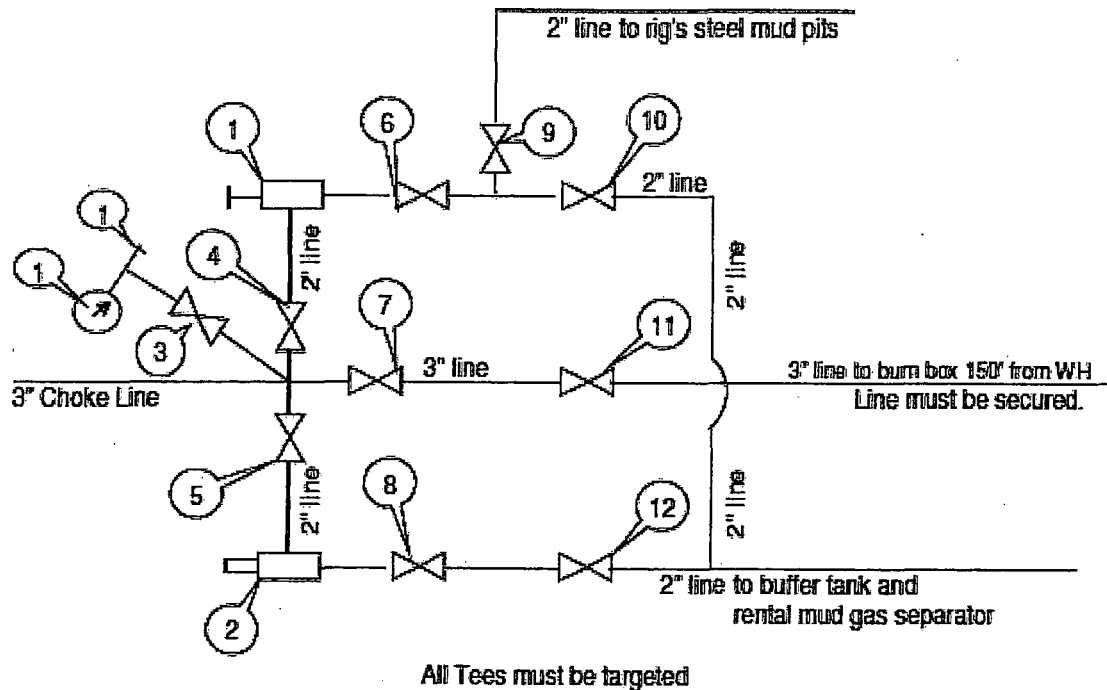 2" line to rig's steel mud pits
1
6
9
10
2" line
1
1
4
2" line
2" line
7
3
11
3" line
3" line to burn box 150' from WH
3" Choke Line
Line must be secured.
5
2" line
8
12
2" line
2" line to buffer tank and
rental mud gas separator
2
All Tees must be targeted